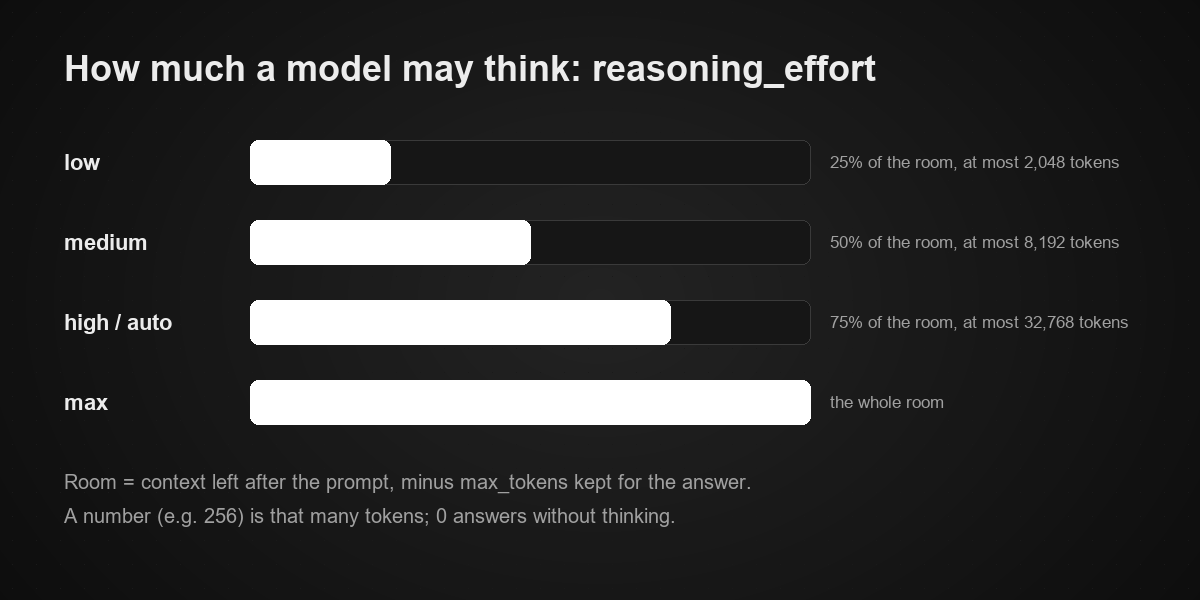 How much a model may think: reasoning_effort
low
25% of the room, at most 2,048 tokens
medium
50% of the room, at most 8,192 tokens
high / auto
75% of the room, at most 32,768 tokens
max
the whole room
Room = context left after the prompt, minus max_tokens kept for the answer.
A number (e.g. 256) is that many tokens; 0 answers without thinking.